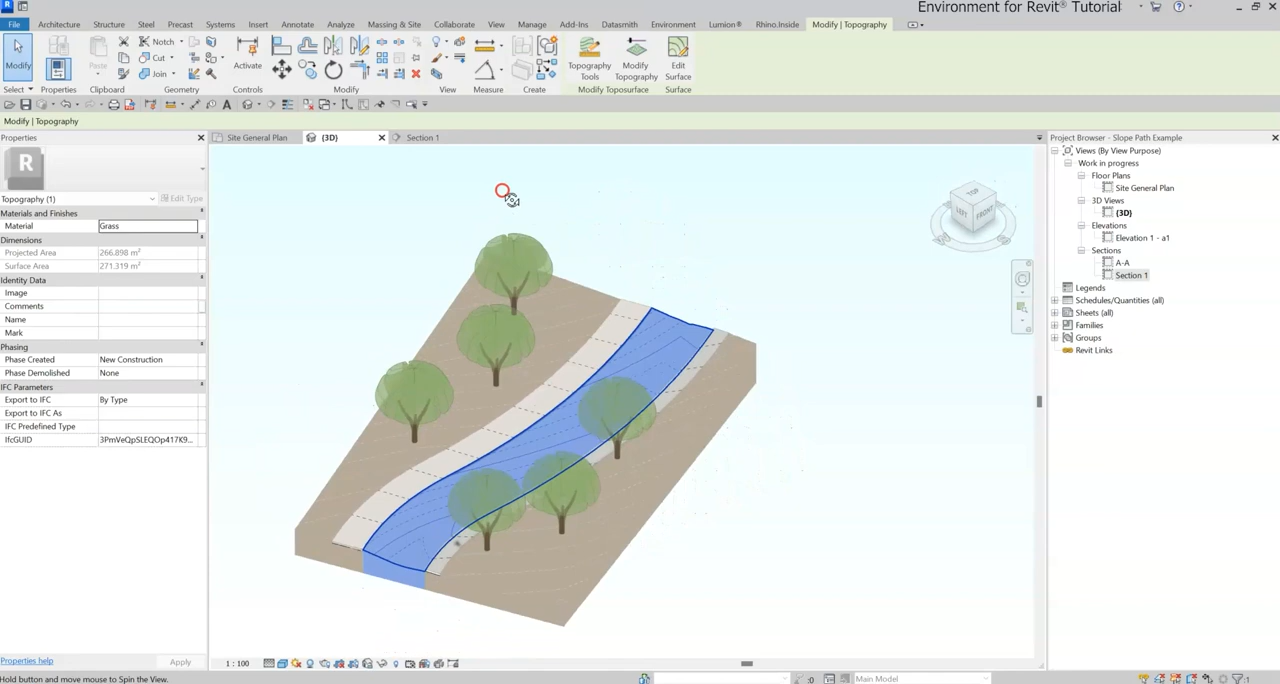 Environment for Revit® Tutorial
File Architecture Structure Steel Precast Systems Insert Annotate Analyze Massing & Site Collaborate View Manage Add-Ins Datasmith Environment Lumion® Rhino.Inside Modify | Topography
Modify
Properties
Paste
Notch
Cut
Join
Activate
Topography Tools
Modify Topography
Edit Surface
Select
Properties
Clipboard
Geometry
Controls
Modify
View
Measure
Create
Modify Toposurface
Surface
Modify | Topography
Properties
Site General Plan
(3D)
Section 1
Project Browser - Slope Path Example
R
Topography (1)
Edit Type
Materials and Finishes
Material Grass
Dimensions
Projected Area 266.898 m²
Surface Area 271.319 m²
Identity Data
Image
Comments
Name
Mark
Phasing
Phase Created New Construction
Phase Demolished None
IFC Parameters
Export to IFC By Type
Export to IFC As
IFC Predefined Type
IfcGUID 3PmVeQpSLEQOp417K9...
TOP
LEFT
FRONT
Views (By View Purpose)
Work in progress
Floor Plans
Site General Plan
3D Views
{3D}
Elevations
Elevation 1 - a1
Sections
A-A
Section 1
Legends
Schedules/Quantities (all)
Sheets (all)
Families
Groups
Revit Links
Properties help
Apply
1 : 100
Hold button and move mouse to Spin the View.
:0
Main Model
:1